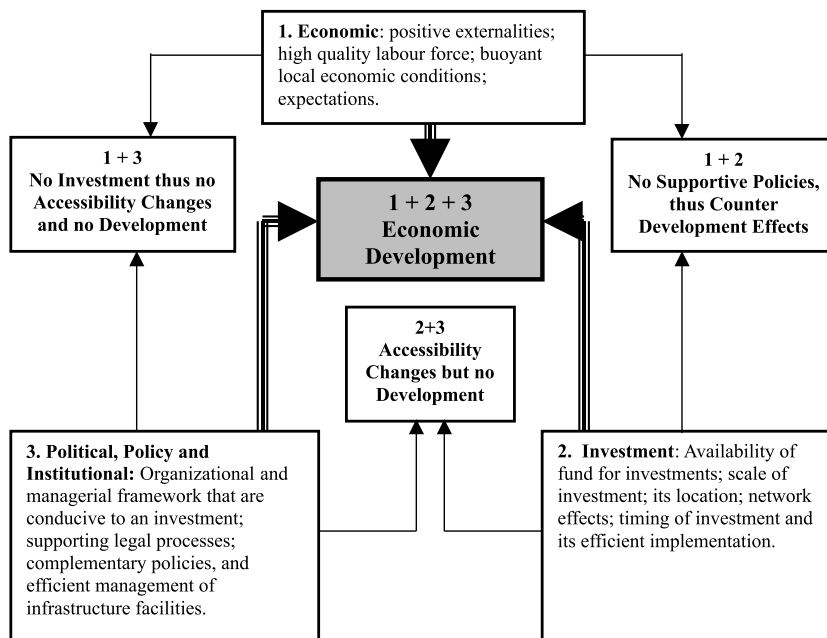 1. Economic: positive externalities;
high quality labour force; buoyant
local economic conditions;
expectations.
1 + 3
No Investment thus no
Accessibility Changes
and no Development
1 + 2 + 3
Economic
Development
1 + 2
No Supportive Policies,
thus Counter
Development Effects
2+3
Accessibility
Changes but no
Development
3. Political, Policy and
Institutional: Organizational and
managerial framework that are
conducive to an investment;
supporting legal processes;
complementary policies, and
efficient management of
infrastructure facilities.
2. Investment: Availability of
fund for investments; scale of
investment; its location; network
effects; timing of investment and
its efficient implementation.